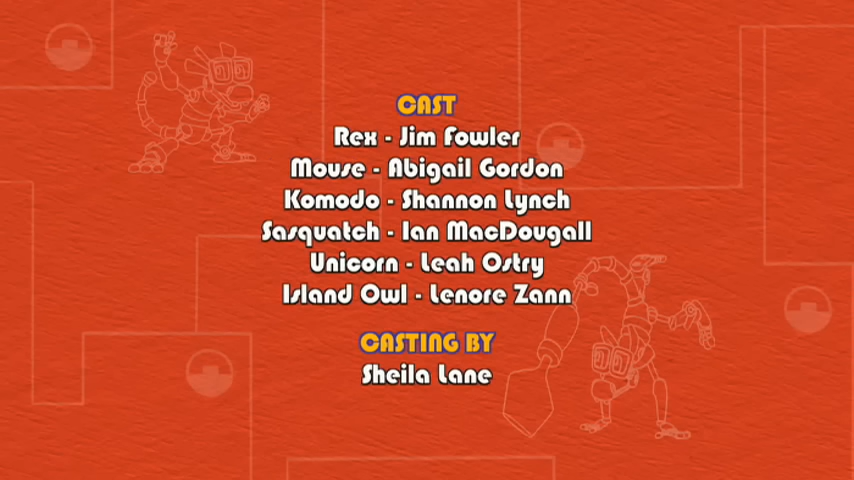 CAST
Rex - Jim Fowler
Mouse - Abigail Gordon
Komodo - Shannon Lynch
Sasquatch - Ian MacDougall
Unicorn - Leah Ostry
Island Owl - Lenore Zann
CASTING BY
Sheila Lane